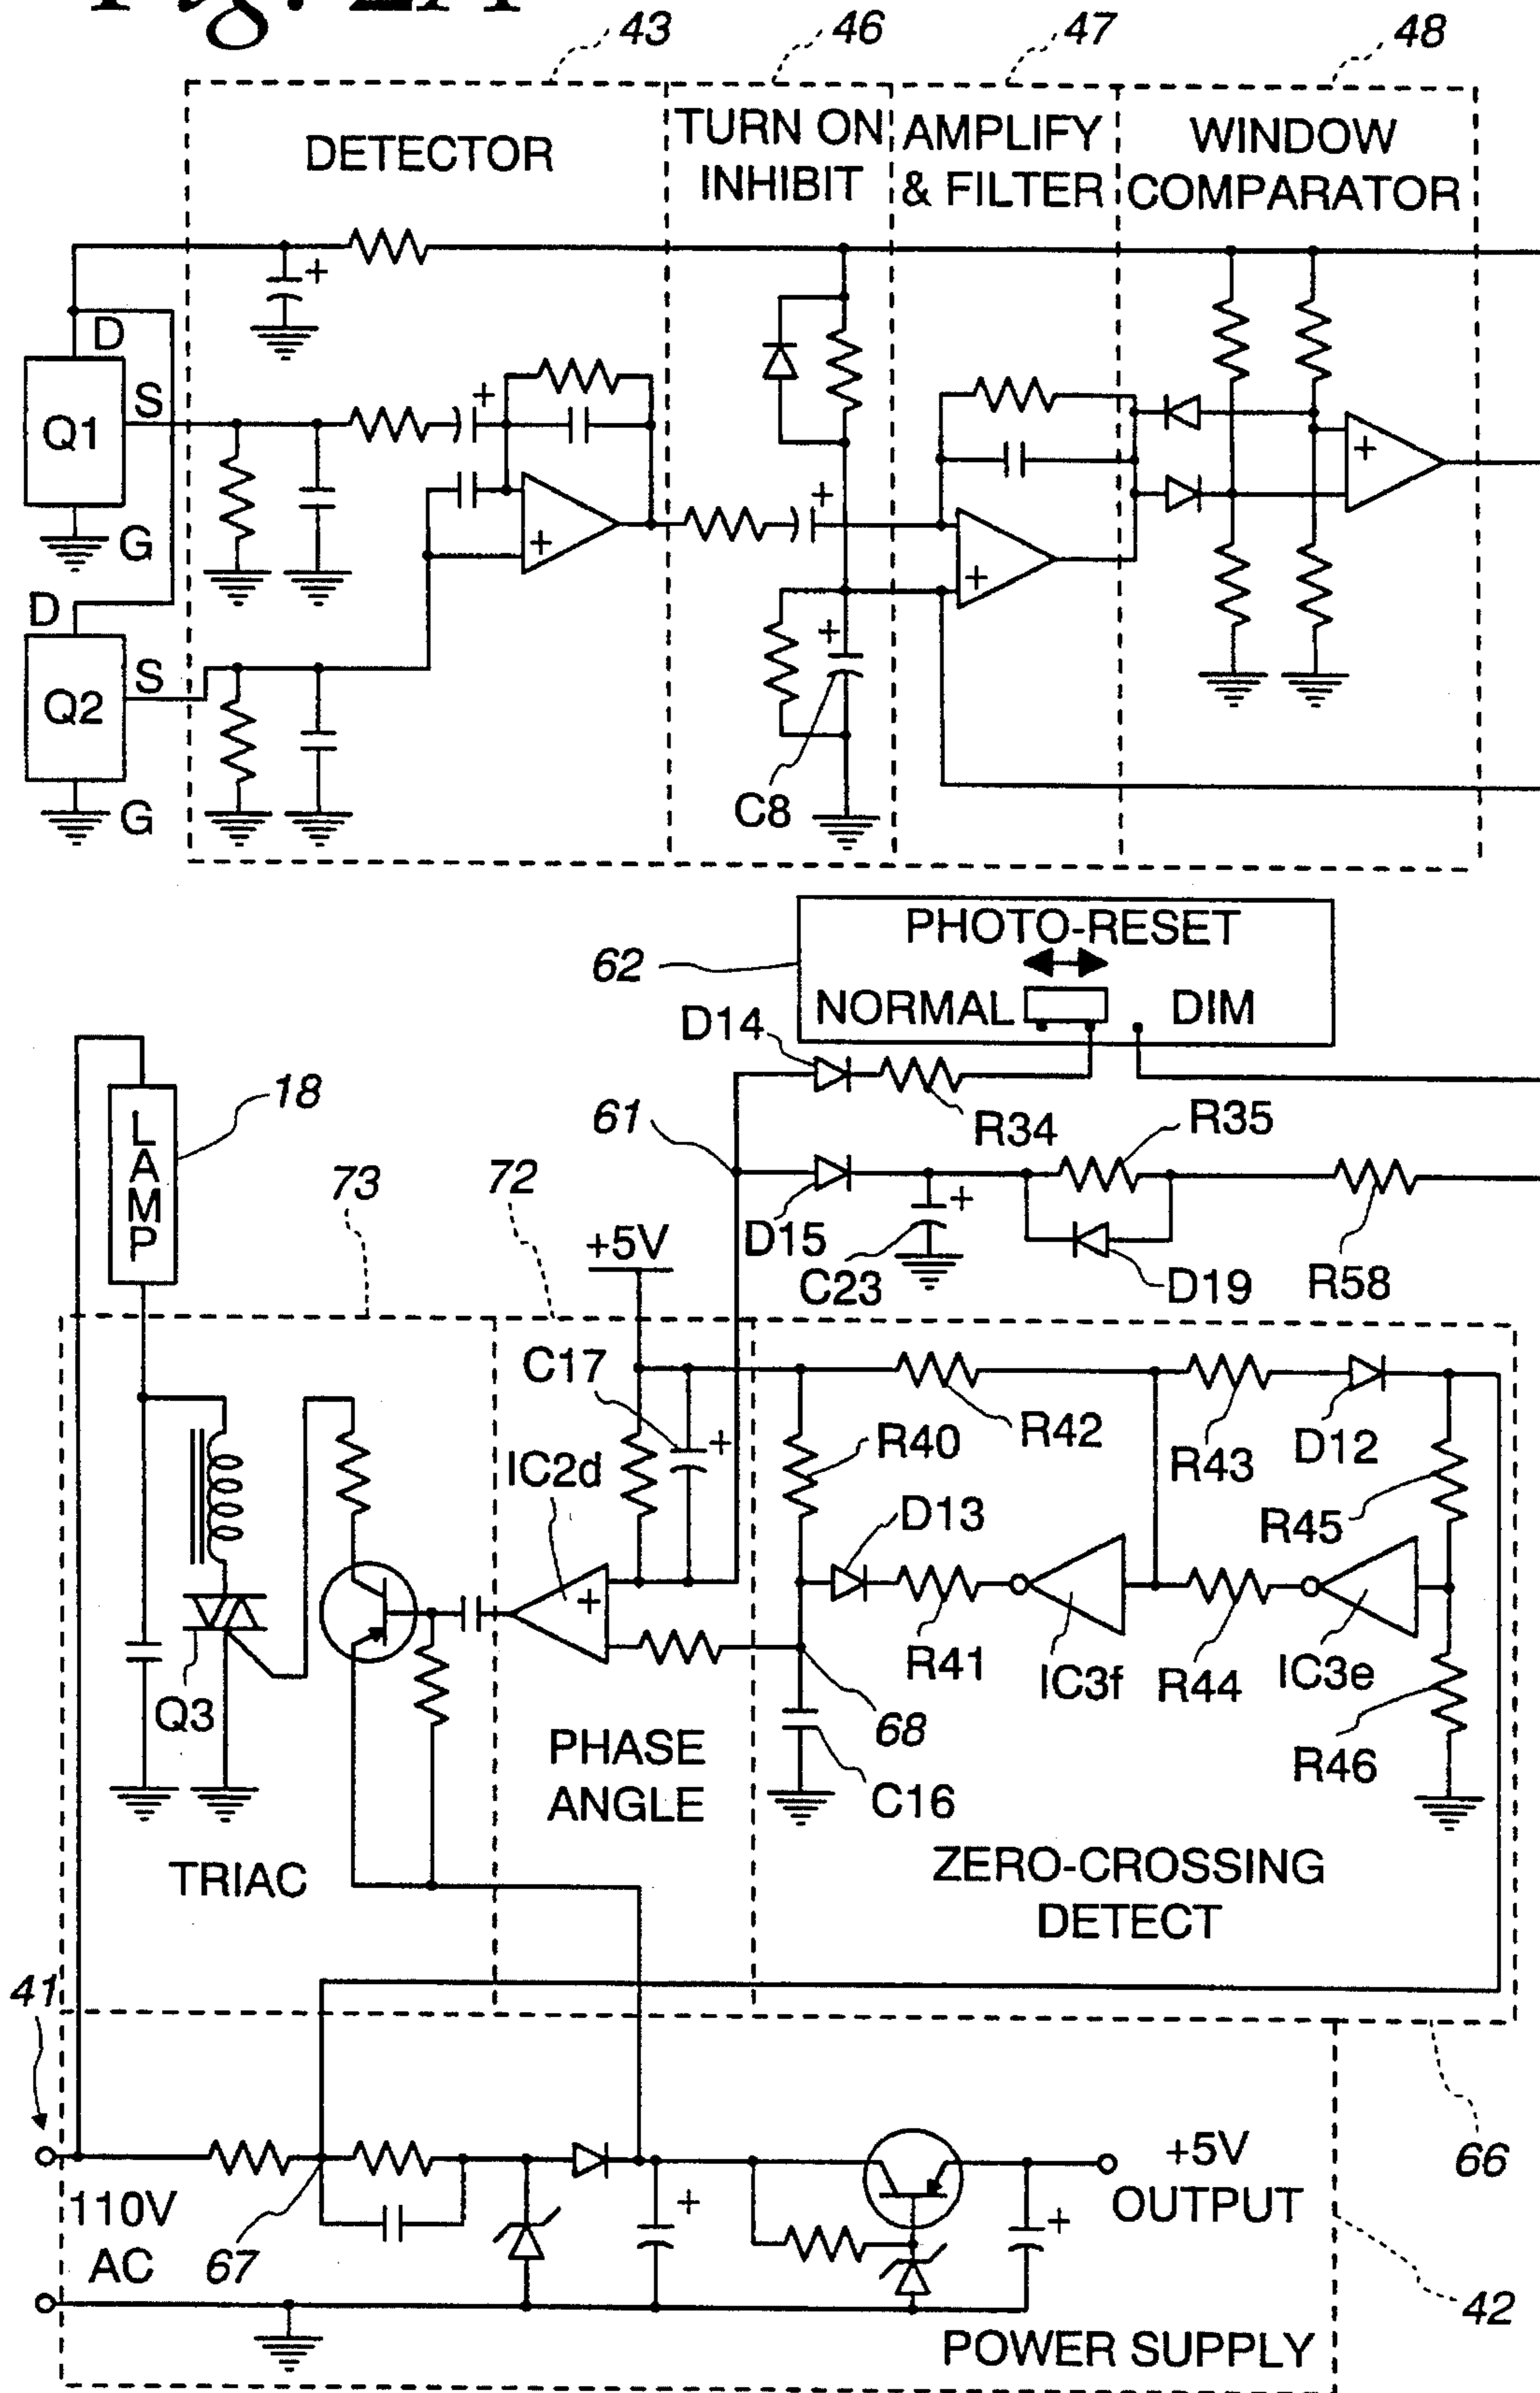 Fig. 2A
43
46
47
48
DETECTOR
TURN ON
INHIBIT
AMPLIFY
& FILTER
WINDOW
COMPARATOR
+
D
Q1
S
G
+
+
+
+
+
+
D
Q2
S
G
C8
PHOTO-RESET
NORMAL
DIM
62
D14
R34
61
R35
D15
+
C23
D19
R58
LAMP
18
73
72
+5V
C17
+
IC2d
+
R40
R42
R43
D12
R45
D13
R41
IC3f
R44
IC3e
R46
Q3
68
C16
PHASE
ANGLE
TRIAC
ZERO-CROSSING
DETECT
41
66
110V
AC
67
+
+
+5V
OUTPUT
42
POWER SUPPLY